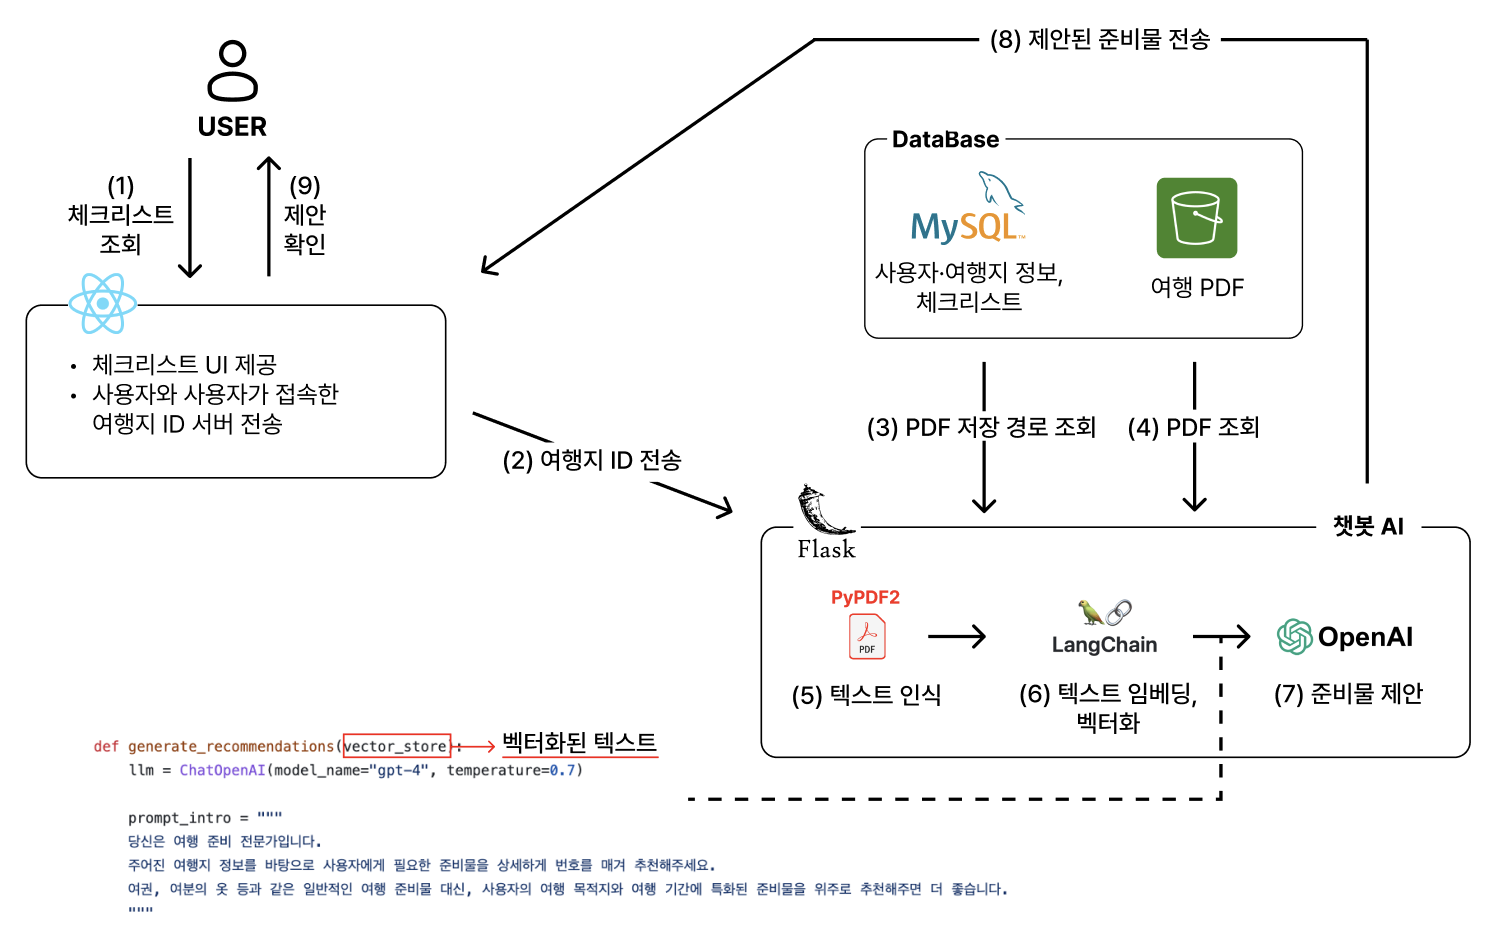 (8) 제안된 준비물 전송
USER
DataBase
(1)
체크리스트
조회
(9)
제안
확인
MySQL™
사용자·여행지 정보,
체크리스트
여행 PDF
• 체크리스트 UI 제공
• 사용자와 사용자가 접속한
여행지 ID 서버 전송
(2) 여행지 ID 전송
(3) PDF 저장 경로 조회
(4) PDF 조회
Flask
챗봇 AI
PyPDF2
PDF
LangChain
OpenAI
(5) 텍스트 인식
(6) 텍스트 임베딩,
벡터화
(7) 준비물 제안
def generate_recommendations(vector_store): 벡터화된 텍스트
llm = ChatOpenAI(model_name="gpt-4", temperature=0.7)
prompt_intro = """
당신은 여행 준비 전문가입니다.
주어진 여행지 정보를 바탕으로 사용자에게 필요한 준비물을 상세하게 번호를 매겨 추천해주세요.
여권, 여분의 옷 등과 같은 일반적인 여행 준비물 대신, 사용자의 여행 목적지와 여행 기간에 특화된 준비물을 위주로 추천해주면 더 좋습니다.
"""